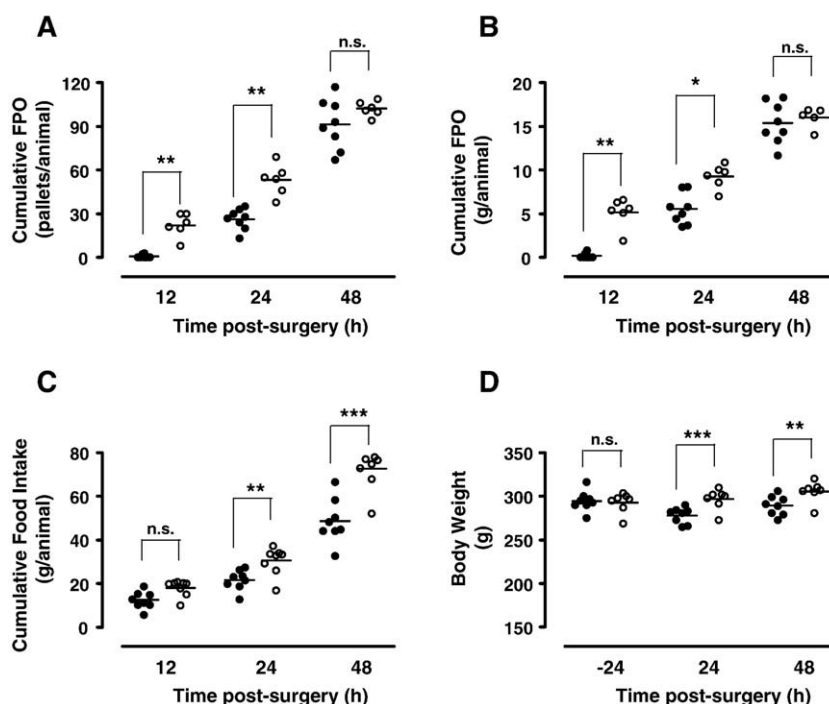 A
Cumulative FPO
(pallets/animal)
120
90
60
30
0
**
**
n.s.
12 24 48
Time post-surgery (h)
B
Cumulative FPO
(g/animal)
20
15
10
5
0
**
*
n.s.
12 24 48
Time post-surgery (h)
C
Cumulative Food Intake
(g/animal)
80
60
40
20
0
n.s.
**
***
12 24 48
Time post-surgery (h)
D
Body Weight
(g)
350
300
250
200
150
n.s.
***
**
-24 24 48
Time post-surgery (h)